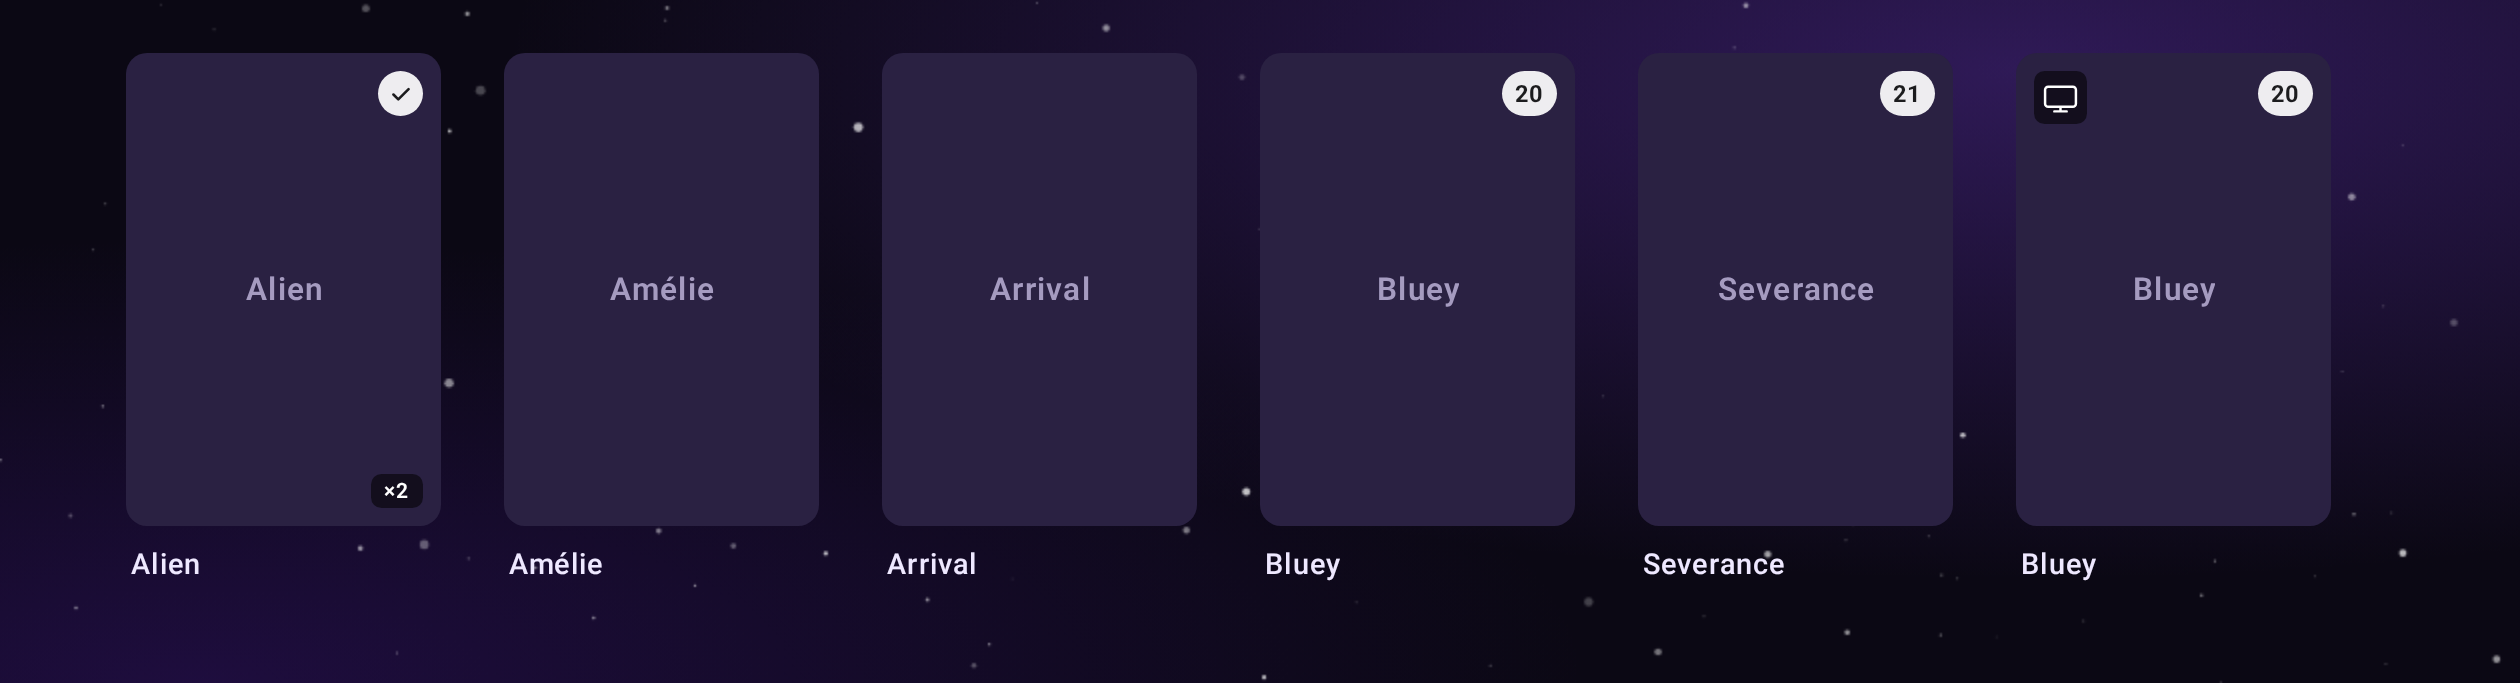 20
21
20
Alien
Amélie
Arrival
Bluey
Severance
Bluey
×2
Alien
Amélie
Arrival
Bluey
Severance
Bluey